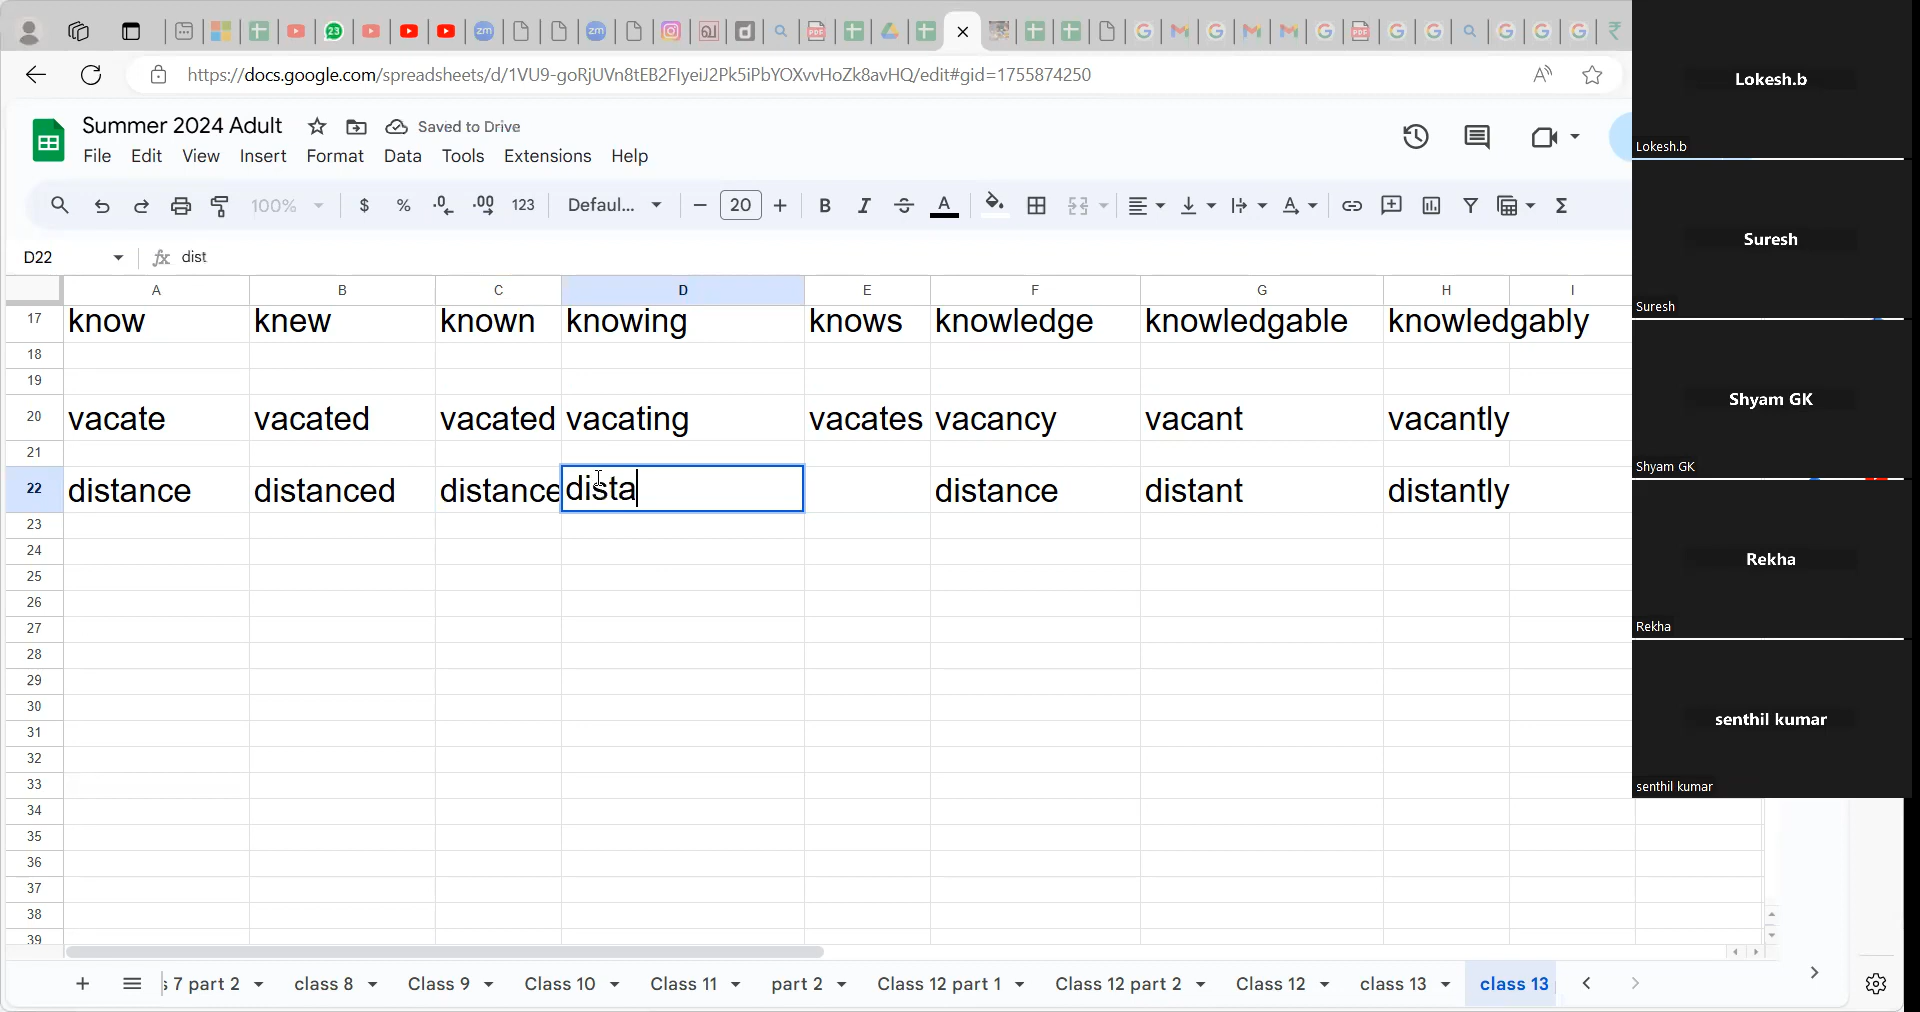 https://docs.google.com/spreadsheets/d/1VU9-goRjUVn8tEB2FIyeiJ2Pk5iPbYOXvvHoZk8avHQ/edit#gid=1755874250
Summer 2024 Adult Saved to Drive
File Edit View Insert Format Data Tools Extensions Help
100% $ % .0 .00 123 Defaul... 20
D22 fx dist
A B C D E F G H I
17 know knew known knowing knows knowledge knowledgable knowledgably
18
19
20 vacate vacated vacated vacating vacates vacancy vacant vacantly
21
22 distance distanced distance dista distance distant distantly
23
24
25
26
27
28
29
30
31
32
33
34
35
36
37
38
39
7 part 2 class 8 Class 9 Class 10 Class 11 part 2 Class 12 part 1 Class 12 part 2 Class 12 class 13 class 13
Lokesh.b
Lokesh.b
Suresh
Suresh
Shyam GK
Shyam GK
Rekha
Rekha
senthil kumar
senthil kumar